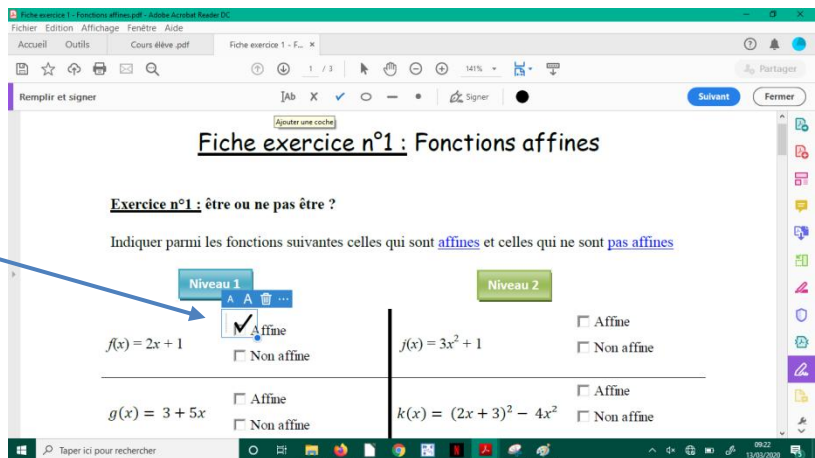 Fiche exercice 1 - Fonctions affines.pdf - Adobe Acrobat Reader DC
Fichier Edition Affichage Fenêtre Aide
Accueil Outils Cours élève .pdf Fiche exercice 1 - F... ×
1 / 3 141%
Partager
Remplir et signer IAb X Signer Suivant Fermer
Ajouter une coche
Fiche exercice n°1 : Fonctions affines
Exercice n°1 : être ou ne pas être ?
Indiquer parmi les fonctions suivantes celles qui sont affines et celles qui ne sont pas affines
Niveau 1 Niveau 2
A A ...
f(x) = 2x + 1 Affine Non affine
j(x) = 3x² + 1 Affine Non affine
g(x) = 3 + 5x Affine Non affine
k(x) = (2x + 3)² − 4x² Affine Non affine
Taper ici pour rechercher
09:22
13/03/2020